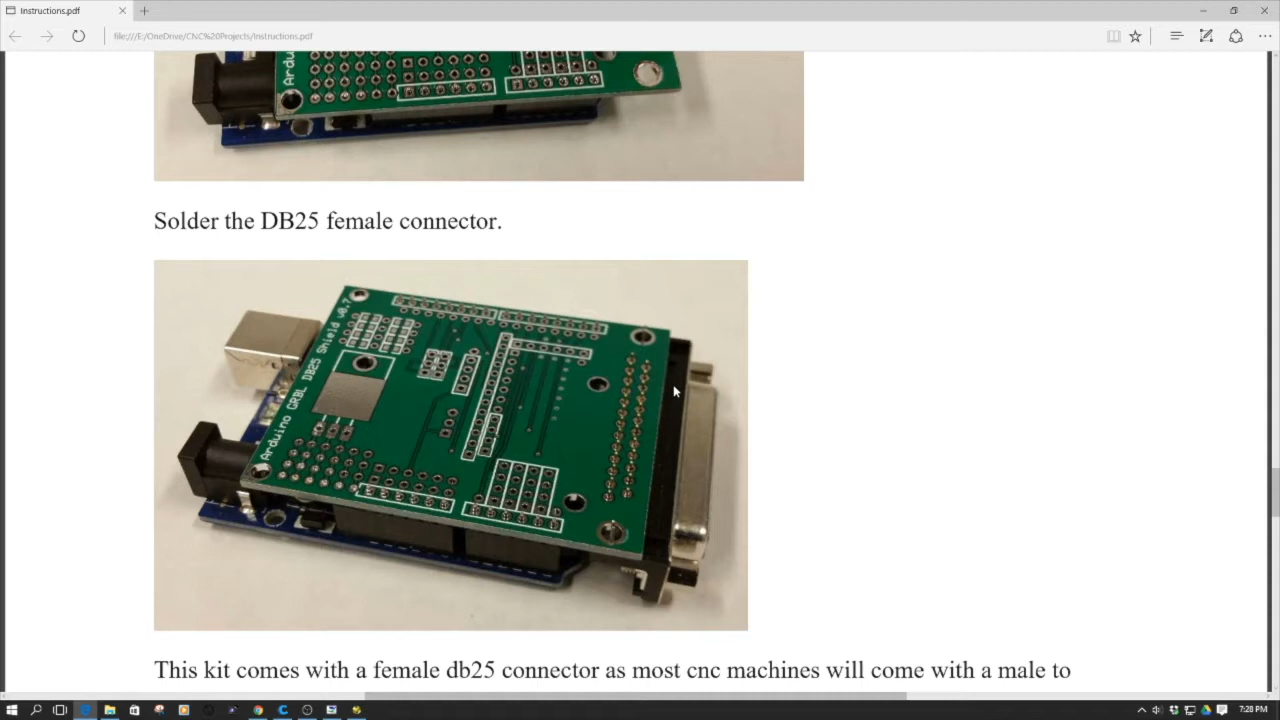 Instructions.pdf
file:///E:/OneDrive/CNC%20Projects/Instructions.pdf
Ardu
Solder the DB25 female connector.
Arduino GRBL DB25 Shield v0.7
This kit comes with a female db25 connector as most cnc machines will come with a male to
7:28 PM